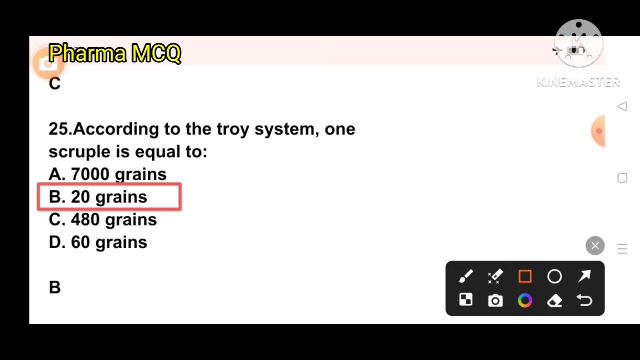 Pharma MCQ
KINEMASTER
C
25.According to the troy system, one
scruple is equal to:
A. 7000 grains
B. 20 grains
C. 480 grains
D. 60 grains
B